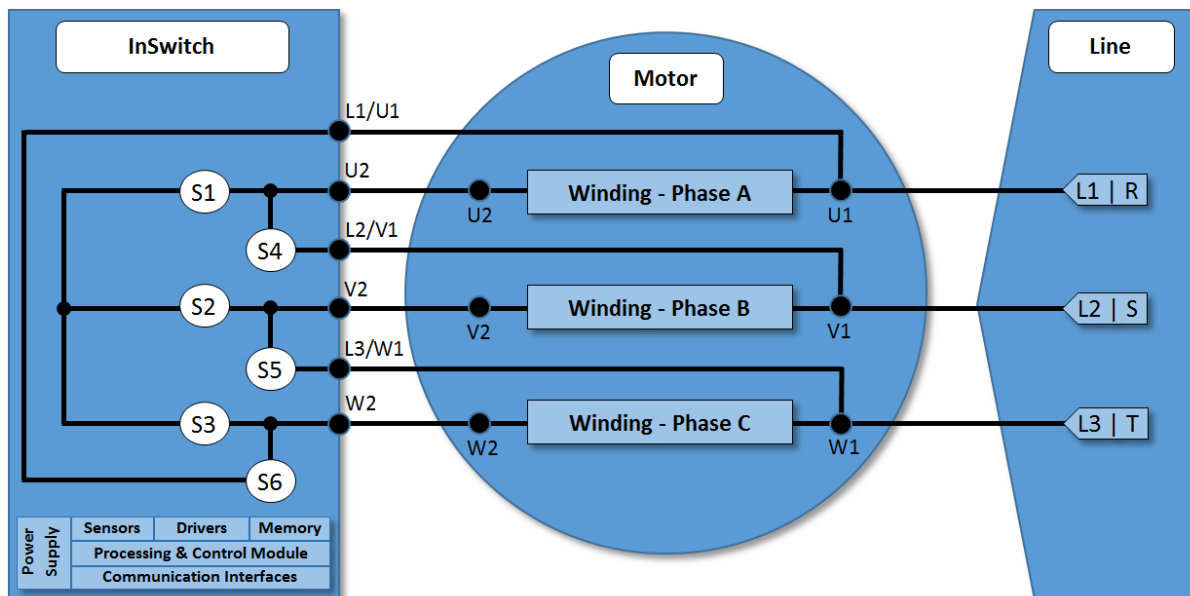 InSwitch
Motor
Line
L1/U1
U2
S1
U2
Winding - Phase A
U1
L1 | R
L2/V1
S4
V2
S2
V2
Winding - Phase B
V1
L2 | S
L3/W1
S5
W2
S3
W2
Winding - Phase C
W1
L3 | T
S6
Power
Supply
Sensors
Drivers
Memory
Processing & Control Module
Communication Interfaces